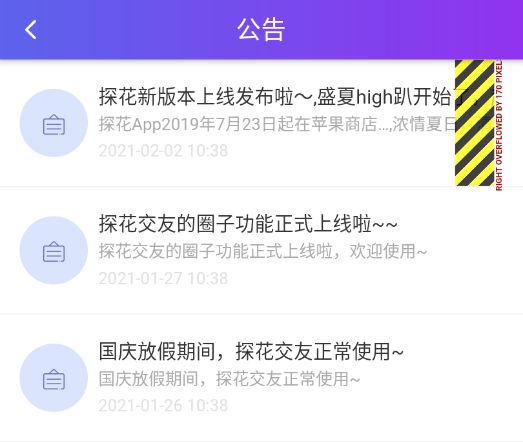 公告
探花新版本上线发布啦～,盛夏high趴开始了
探花App2019年7月23日起在苹果商店…,浓情夏日
2021-02-02 10:38
RIGHT OVERFLOWED BY 170 PIXELS
探花交友的圈子功能正式上线啦~~
探花交友的圈子功能正式上线啦，欢迎使用~
2021-01-27 10:38
国庆放假期间，探花交友正常使用~
国庆放假期间，探花交友正常使用~
2021-01-26 10:38